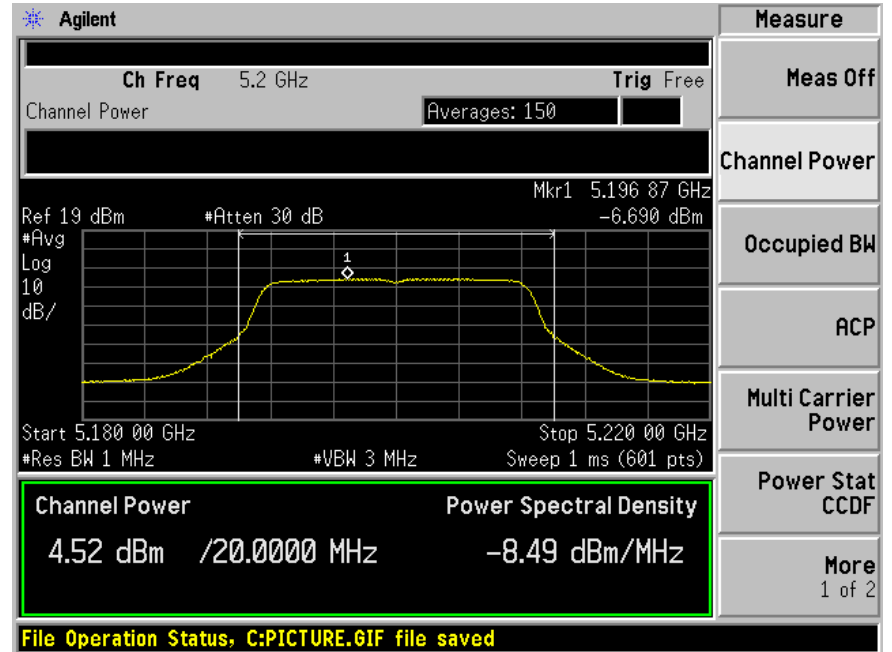 Agilent
Measure
Ch Freq 5.2 GHz Trig Free
Channel Power Averages: 150
Mkr1 5.196 87 GHz
Ref 19 dBm #Atten 30 dB -6.690 dBm
#Avg
Log
10
dB/
1
Start 5.180 00 GHz Stop 5.220 00 GHz
#Res BW 1 MHz #VBW 3 MHz Sweep 1 ms (601 pts)
Channel Power Power Spectral Density
4.52 dBm /20.0000 MHz -8.49 dBm/MHz
File Operation Status, C:PICTURE.GIF file saved
Meas Off
Channel Power
Occupied BW
ACP
Multi Carrier
Power
Power Stat
CCDF
More
1 of 2